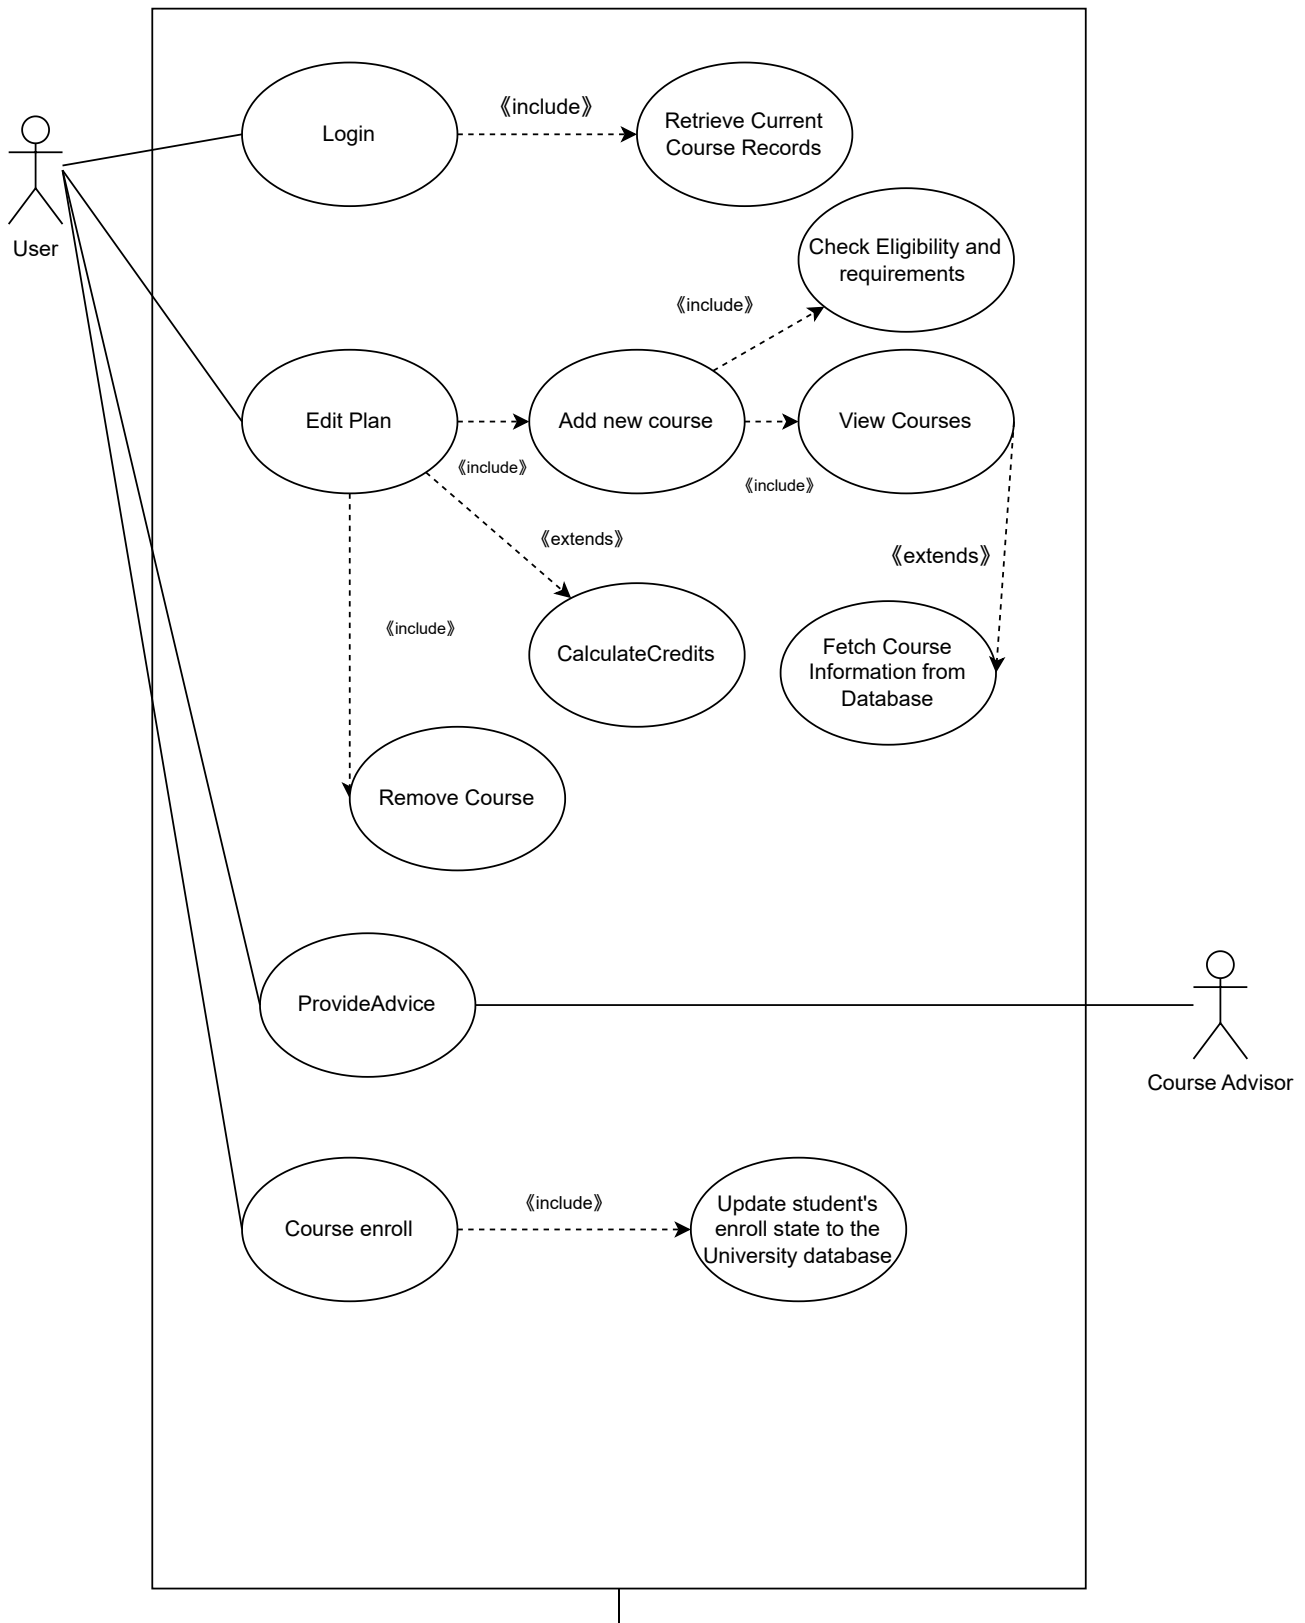 Login
《include》
Retrieve Current
Course Records
User
Check Eligibility and
requirements
《include》
Edit Plan
Add new course
View Courses
《include》
《include》
《extends》
《extends》
《include》
CalculateCredits
Fetch Course
Information from
Database
Remove Course
ProvideAdvice
Course Advisor
Course enroll
《include》
Update student's
enroll state to the
University database